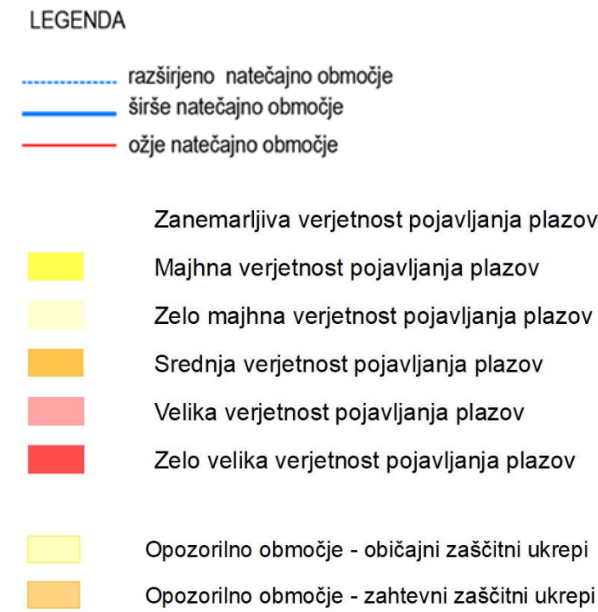 LEGENDA
razširjeno natečajno območje
širše natečajno območje
ožje natečajno območje
Zanemarljiva verjetnost pojavljanja plazov
Majhna verjetnost pojavljanja plazov
Zelo majhna verjetnost pojavljanja plazov
Srednja verjetnost pojavljanja plazov
Velika verjetnost pojavljanja plazov
Zelo velika verjetnost pojavljanja plazov
Opozorilno območje - običajni zaščitni ukrepi
Opozorilno območje - zahtevni zaščitni ukrepi